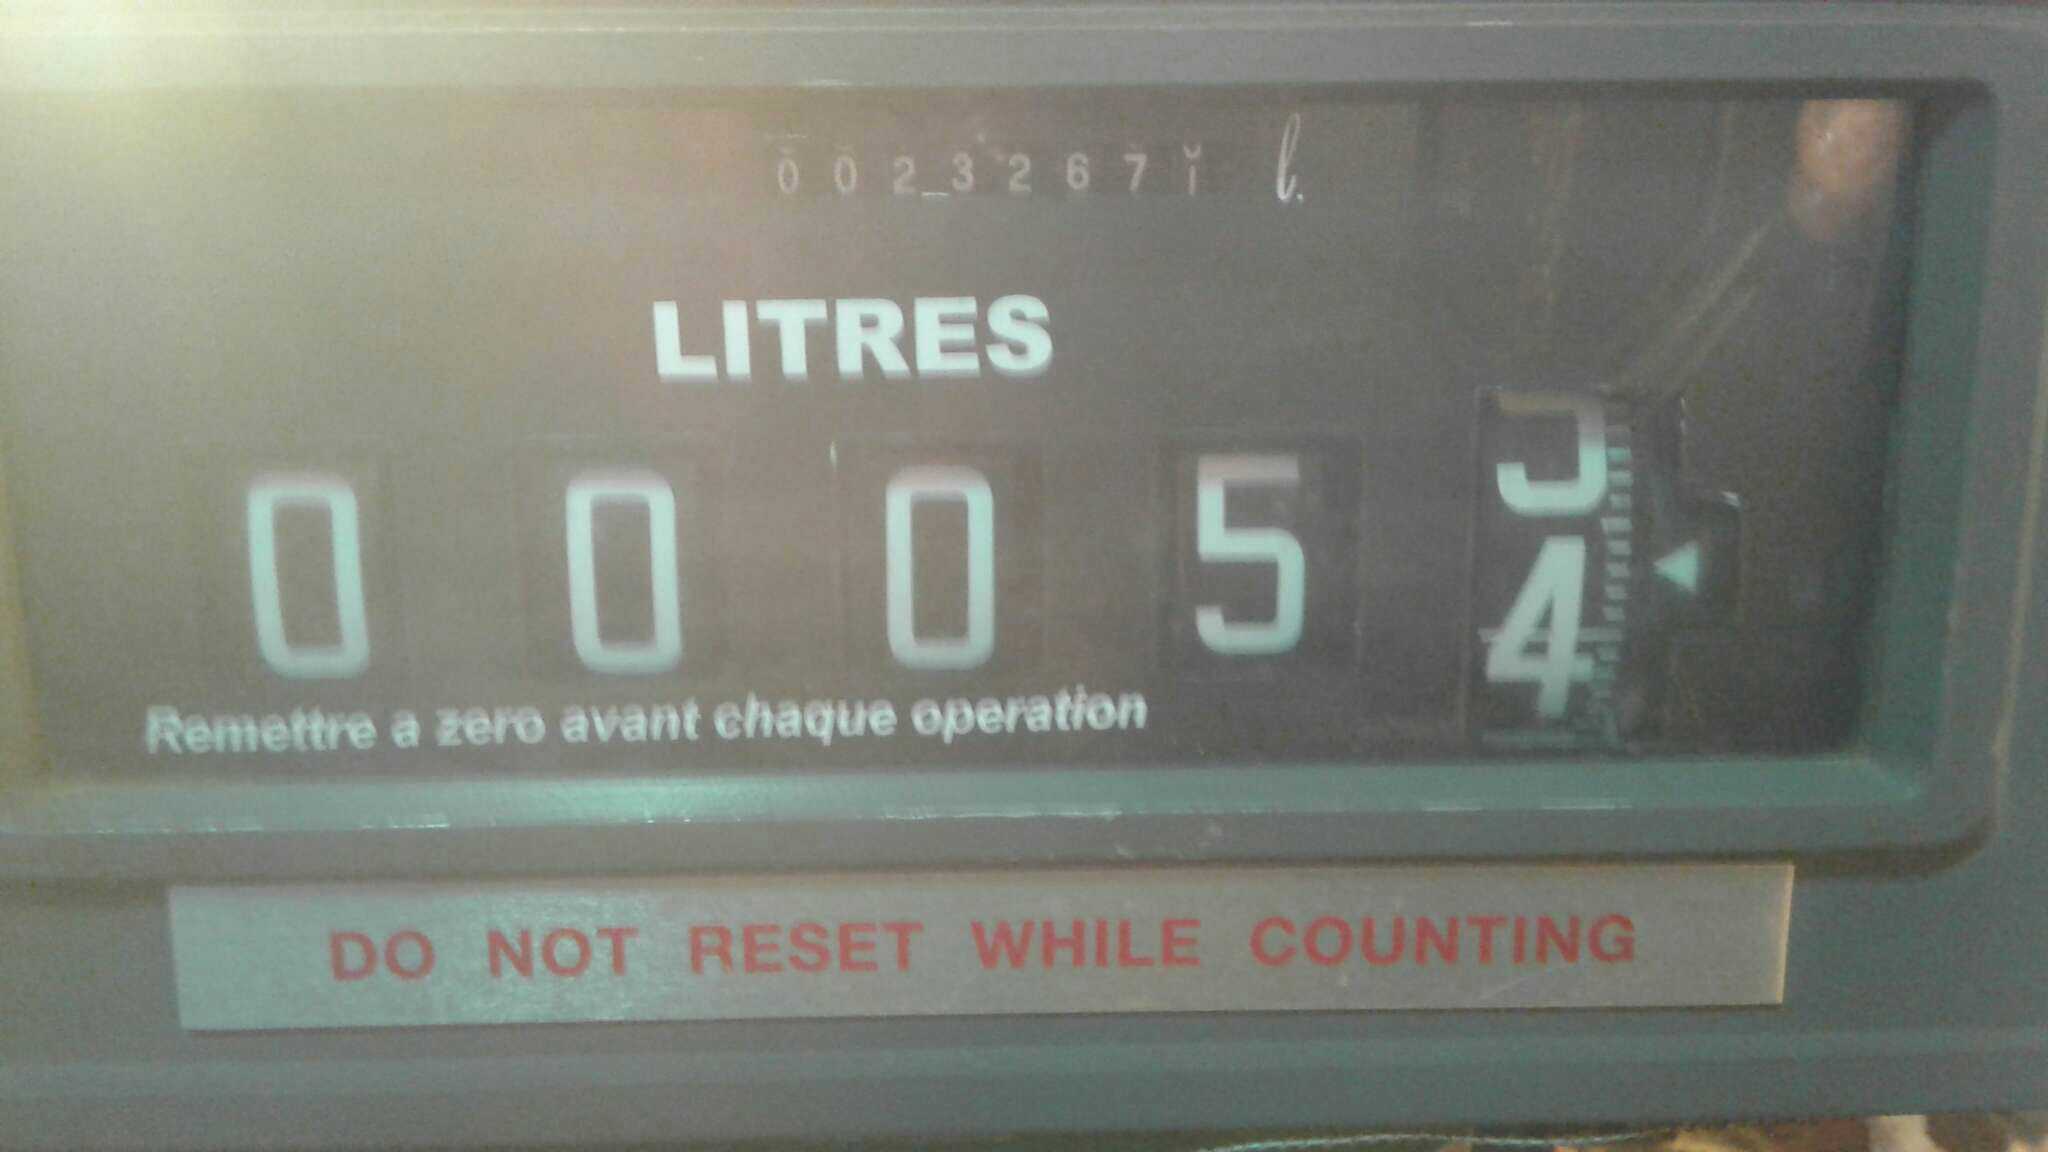 0 0 2 3 2 6 7 1 l.
LITRES
0 0 0 5 4
Remettre a zero avant chaque operation
DO NOT RESET WHILE COUNTING